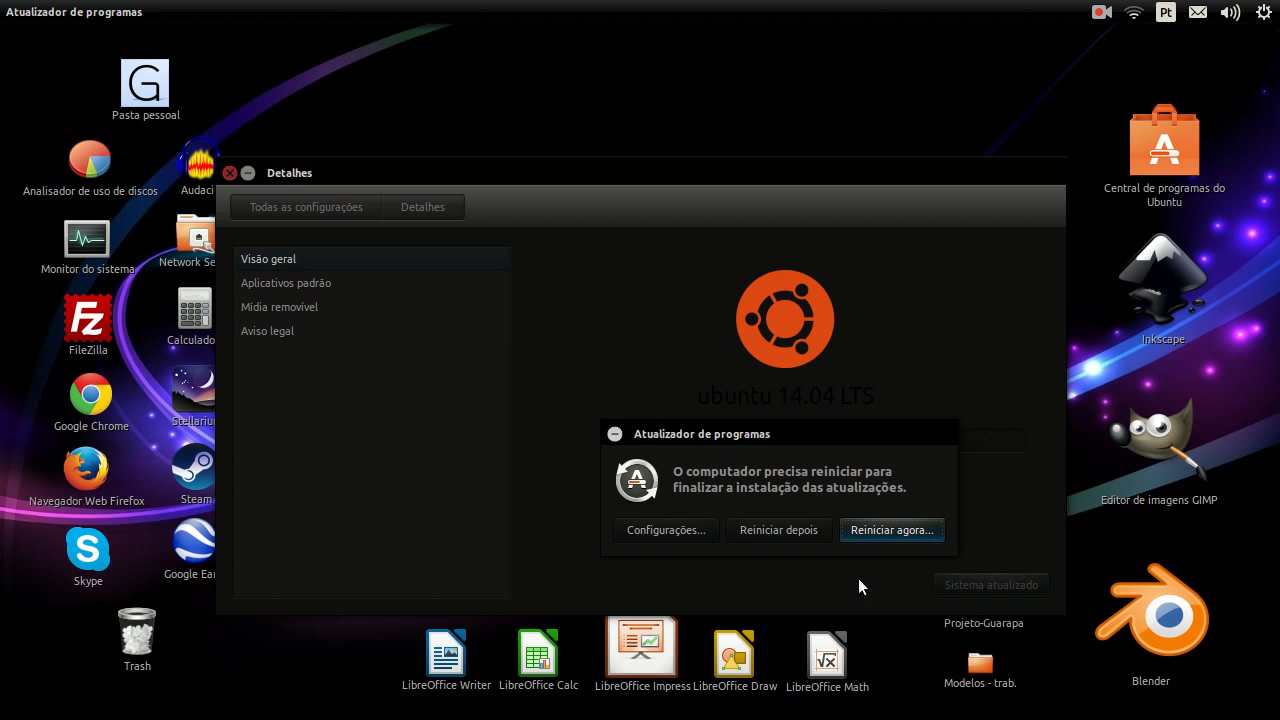 Atualizador de programas
Pt
G
Pasta pessoal
Analisador de uso de discos
Audaci
Monitor do sistema
Network Se
Fz
FileZilla
Calculado
Google Chrome
Stellariu
Navegador Web Firefox
Steam
S
Skype
Google Ear
Trash
Detalhes
Todas as configurações
Detalhes
Visão geral
Aplicativos padrão
Mídia removível
Aviso legal
ubuntu 14.04 LTS
Atualizador de programas
O computador precisa reiniciar para
finalizar a instalação das atualizações.
Configurações...
Reiniciar depois
Reiniciar agora...
Sistema atualizado
LibreOffice Writer
LibreOffice Calc
LibreOffice Impress
LibreOffice Draw
LibreOffice Math
Projeto-Guarapa
Modelos - trab.
Central de programas do
Ubuntu
Inkscape
Editor de imagens GIMP
Blender